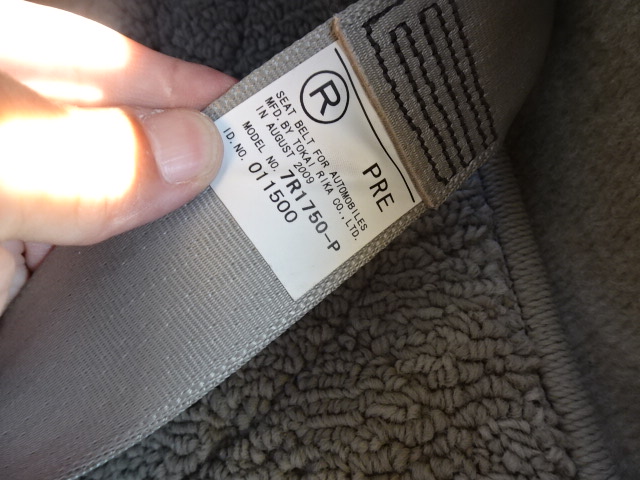 Ⓡ PRE
SEAT BELT FOR AUTOMOBILES
MFD. BY TOKAI RIKA CO., LTD.
IN AUGUST 2009
MODEL NO. 7R1750-P
ID. NO. 011500